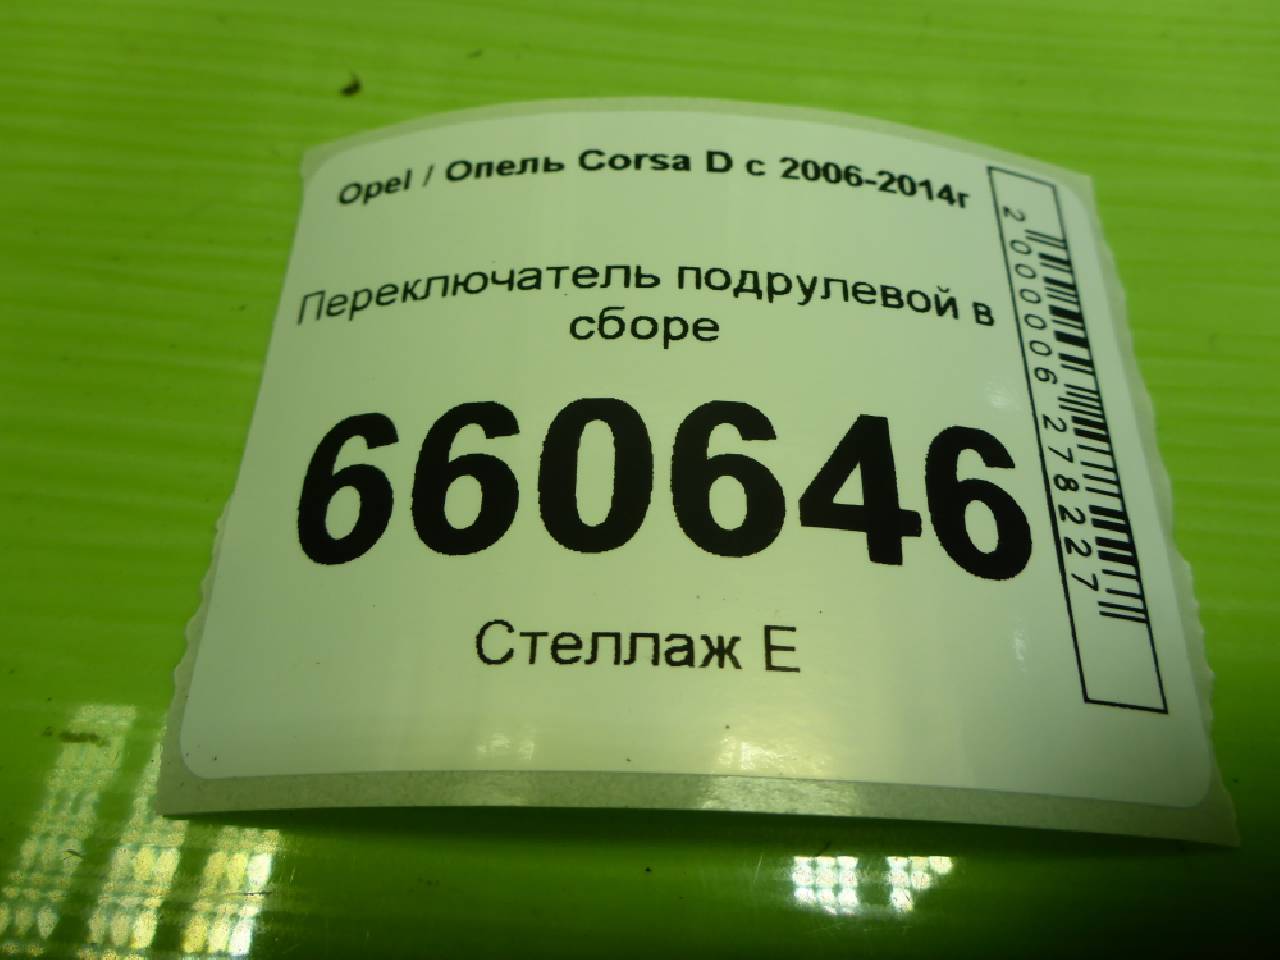 Opel / Опель Corsa D с 2006-2014г
Переключатель подрулевой в
сборе
660646
Стеллаж Е
2000006278227